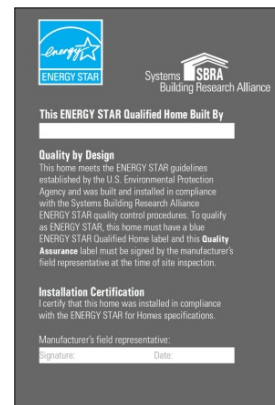 energy
ENERGY STAR
Systems
SBRA
Building Research Alliance
This ENERGY STAR Qualified Home Built By
Quality by Design
This home meets the ENERGY STAR guidelines
established by the U.S. Environmental Protection
Agency and was built and installed in compliance
with the Systems Building Research Alliance
ENERGY STAR quality control procedures. To qualify
as ENERGY STAR, this home must have a blue
ENERGY STAR Qualified Home label and this Quality
Assurance label must be signed by the manufacturer's
field representative at the time of site inspection.
Installation Certification
I certify that this home was installed in compliance
with the ENERGY STAR for Homes specifications.
Manufacturer's field representative:
Signature: Date: